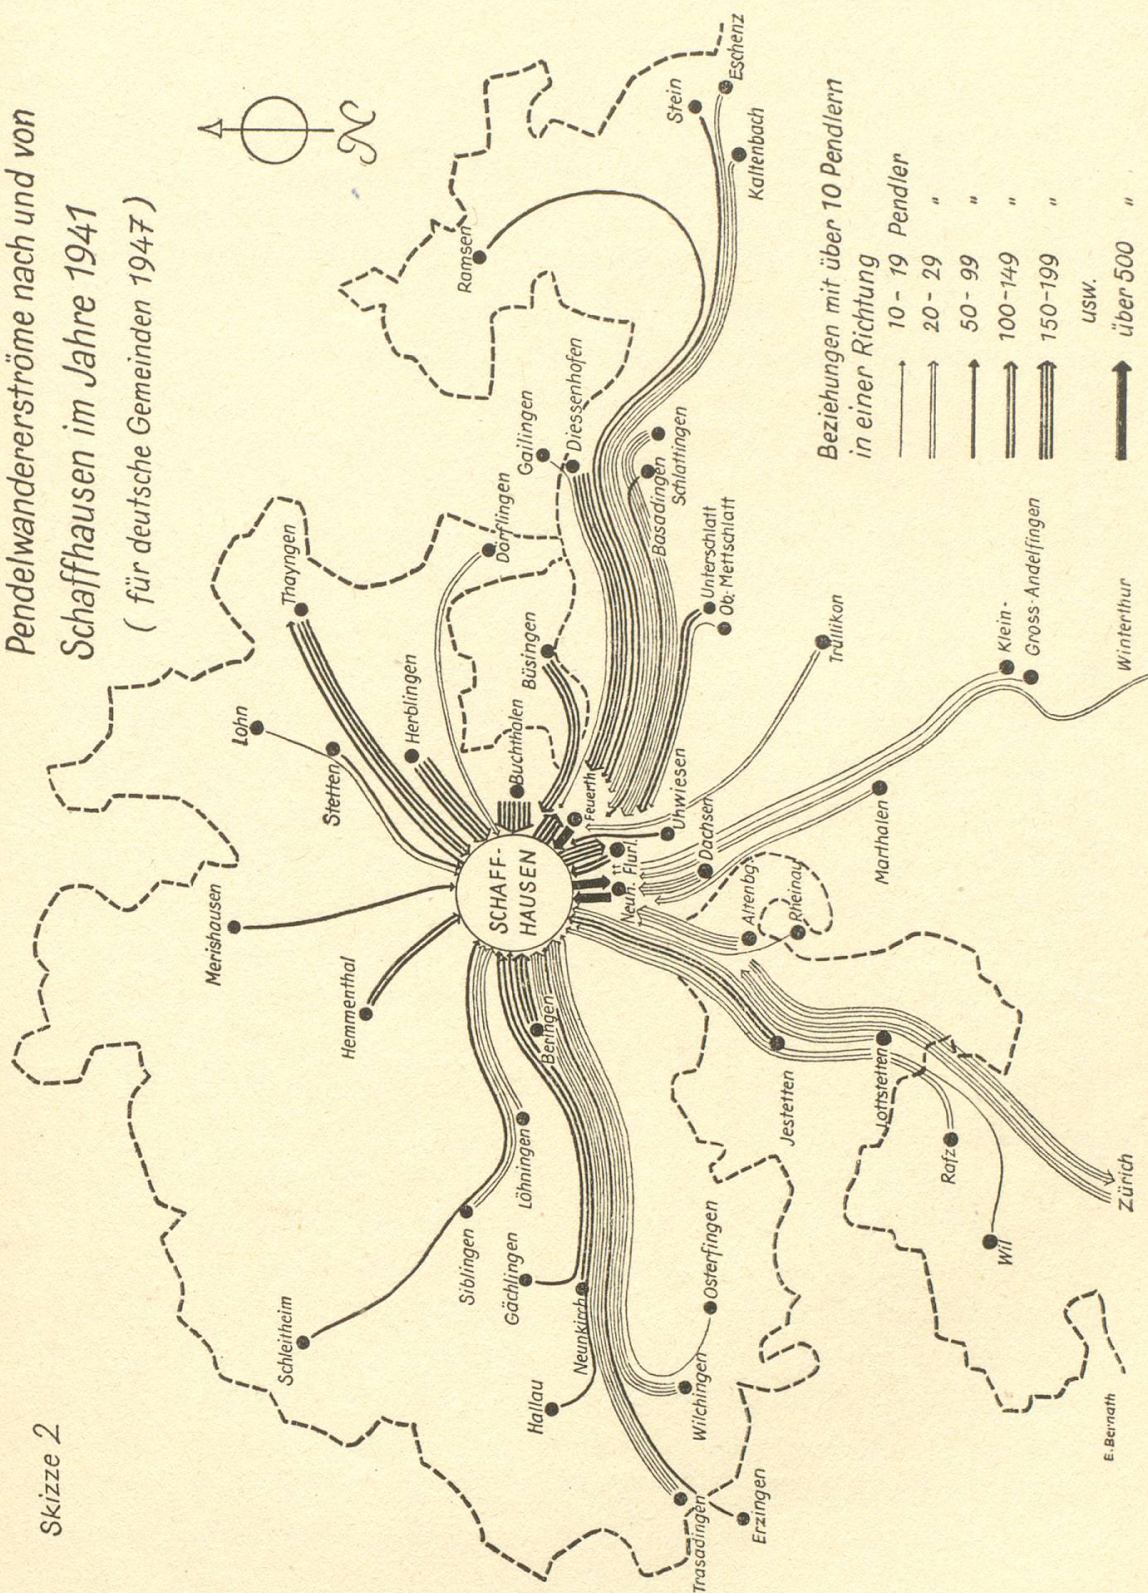 Skizze 2
Pendelwandererströme nach und von
Schaffhausen im Jahre 1941
( für deutsche Gemeinden 1947 )
N
Schleitheim
Hemmenthal
Merishausen
Lohn
Stetten
Thayngen
Herblingen
Dörflingen
Büsingen
Buchthalen
SCHAFF-
HAUSEN
Siblingen
Löhningen
Gächlingen
Beringen
Neunkirch
Hallau
Wilchingen
Osterfingen
Trasadingen
Erzingen
Gailingen
Diessenhofen
Ramsen
Stein
Eschenz
Kaltenbach
Basadingen
Schlattingen
Unterschlatt
Ob. Mettschlatt
Feuerth.
Flurl.
Neuh.
Uhwiesen
Dachsen
Trüllikon
Marthalen
Klein-
Gross-Andelfingen
Winterthur
Altenbg.
Rheinau
Jestetten
Lottstetten
Rafz
Wil
Zürich
Beziehungen mit über 10 Pendlern
in einer Richtung
10 - 19 Pendler
20 - 29 "
50 - 99 "
100 - 149 "
150 - 199 "
usw.
über 500 "
E. Bernath